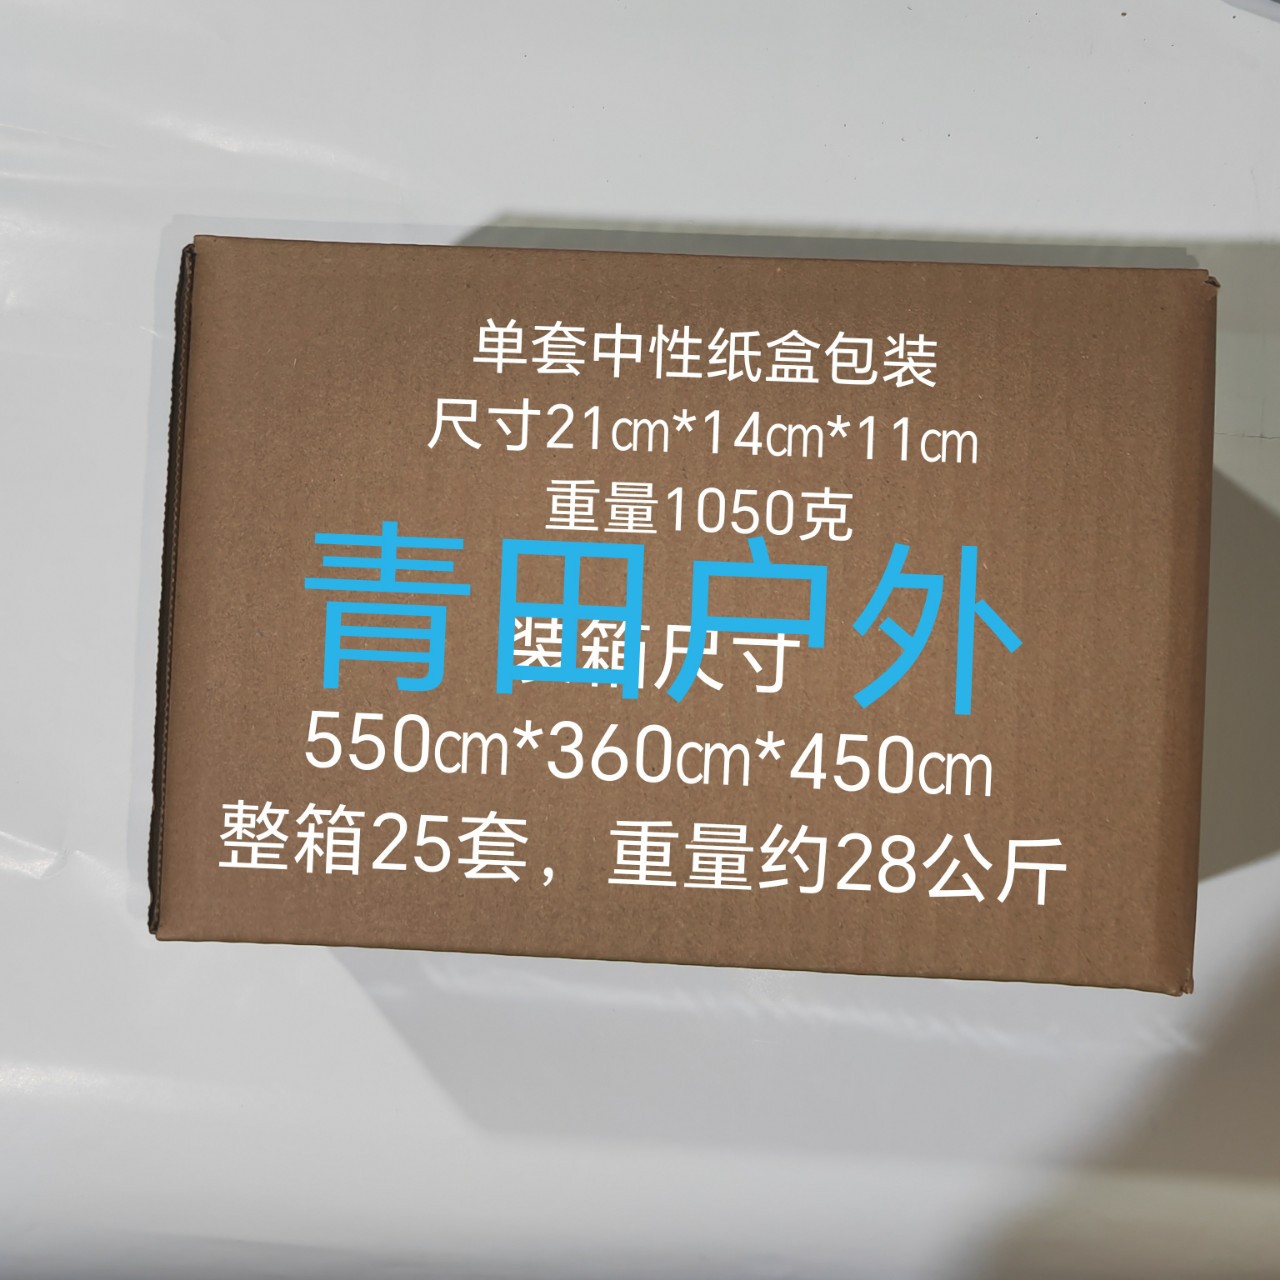 单套中性纸盒包装
尺寸21㎝*14㎝*11㎝
重量1050克
青田户外
装箱尺寸
550㎝*360㎝*450㎝
整箱25套，重量约28公斤